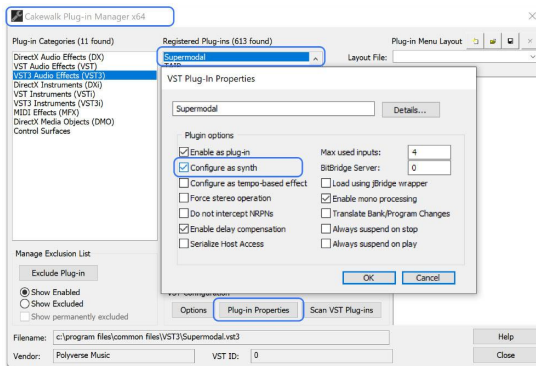 Cakewalk Plug-in Manager x64
Plug-in Categories (11 found)
DirectX Audio Effects (DX)
VST Audio Effects (VST)
VST3 Audio Effects (VST3)
DirectX Instruments (DXi)
VST Instruments (VSTi)
VST3 Instruments (VST3i)
MIDI Effects (MFX)
DirectX Media Objects (DMO)
Control Surfaces
Registered Plug-ins (613 found)
Supermodal
Plug-in Menu Layout
Layout File:
VST Plug-In Properties
Supermodal
Details...
Plugin options
Enable as plug-in
Max used inputs: 4
Configure as synth
BitBridge Server: 0
Configure as tempo-based effect
Load using jBridge wrapper
Force stereo operation
Enable mono processing
Do not intercept NRPNs
Translate Bank/Program Changes
Enable delay compensation
Always suspend on stop
Serialize Host Access
Always suspend on play
OK
Cancel
Manage Exclusion List
Exclude Plug-in
Show Enabled
Show Excluded
Show permanently excluded
VST Configuration
Options
Plug-in Properties
Scan VST Plug-ins
Filename: c:\program files\common files\VST3\Supermodal.vst3
Help
Vendor: Polyverse Music
VST ID: 0
Close